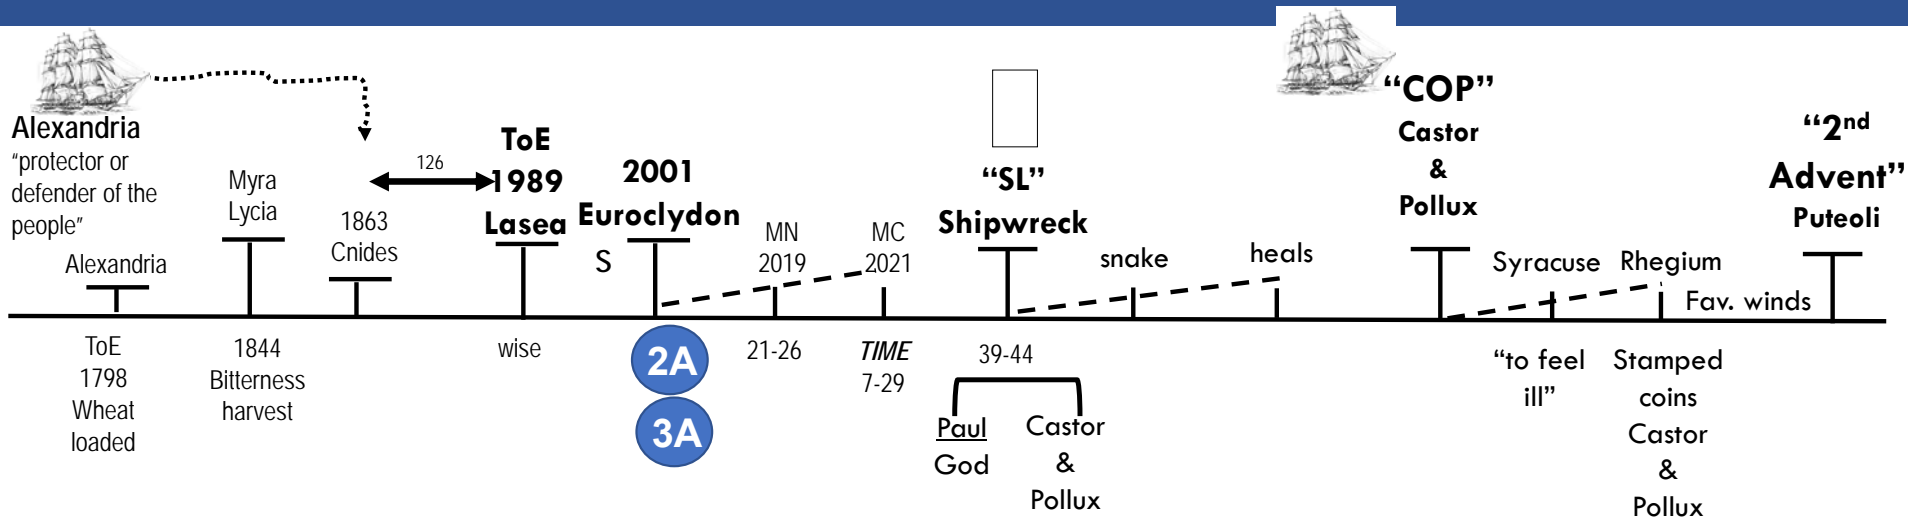 Alexandria
"protector or
defender of the
people"
Alexandria
ToE
1798
Wheat
loaded
Myra
Lycia
1844
Bitterness
harvest
1863
Cnides
126
ToE
1989
Lasea
wise
2001
Euroclydon
S
2A
3A
MN
2019
21-26
MC
2021
TIME
7-29
“SL”
Shipwreck
39-44
Paul
God
Castor
&
Pollux
snake
heals
“COP”
Castor
&
Pollux
Syracuse
“to feel
ill”
Rhegium
Stamped
coins
Castor
&
Pollux
Fav. winds
“2nd
Advent”
Puteoli